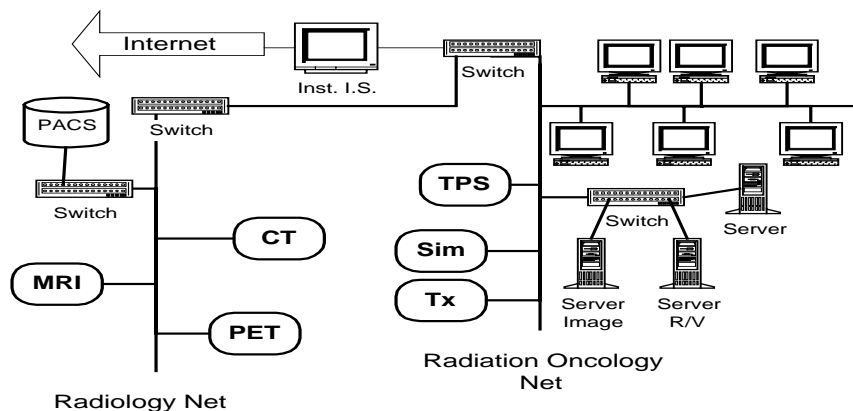 Internet
Inst. I.S.
Switch
Switch
PACS
Switch
CT
MRI
PET
Radiology Net
TPS
Sim
Tx
Switch
Server
Server
Image
Server
R/V
Radiation Oncology
Net